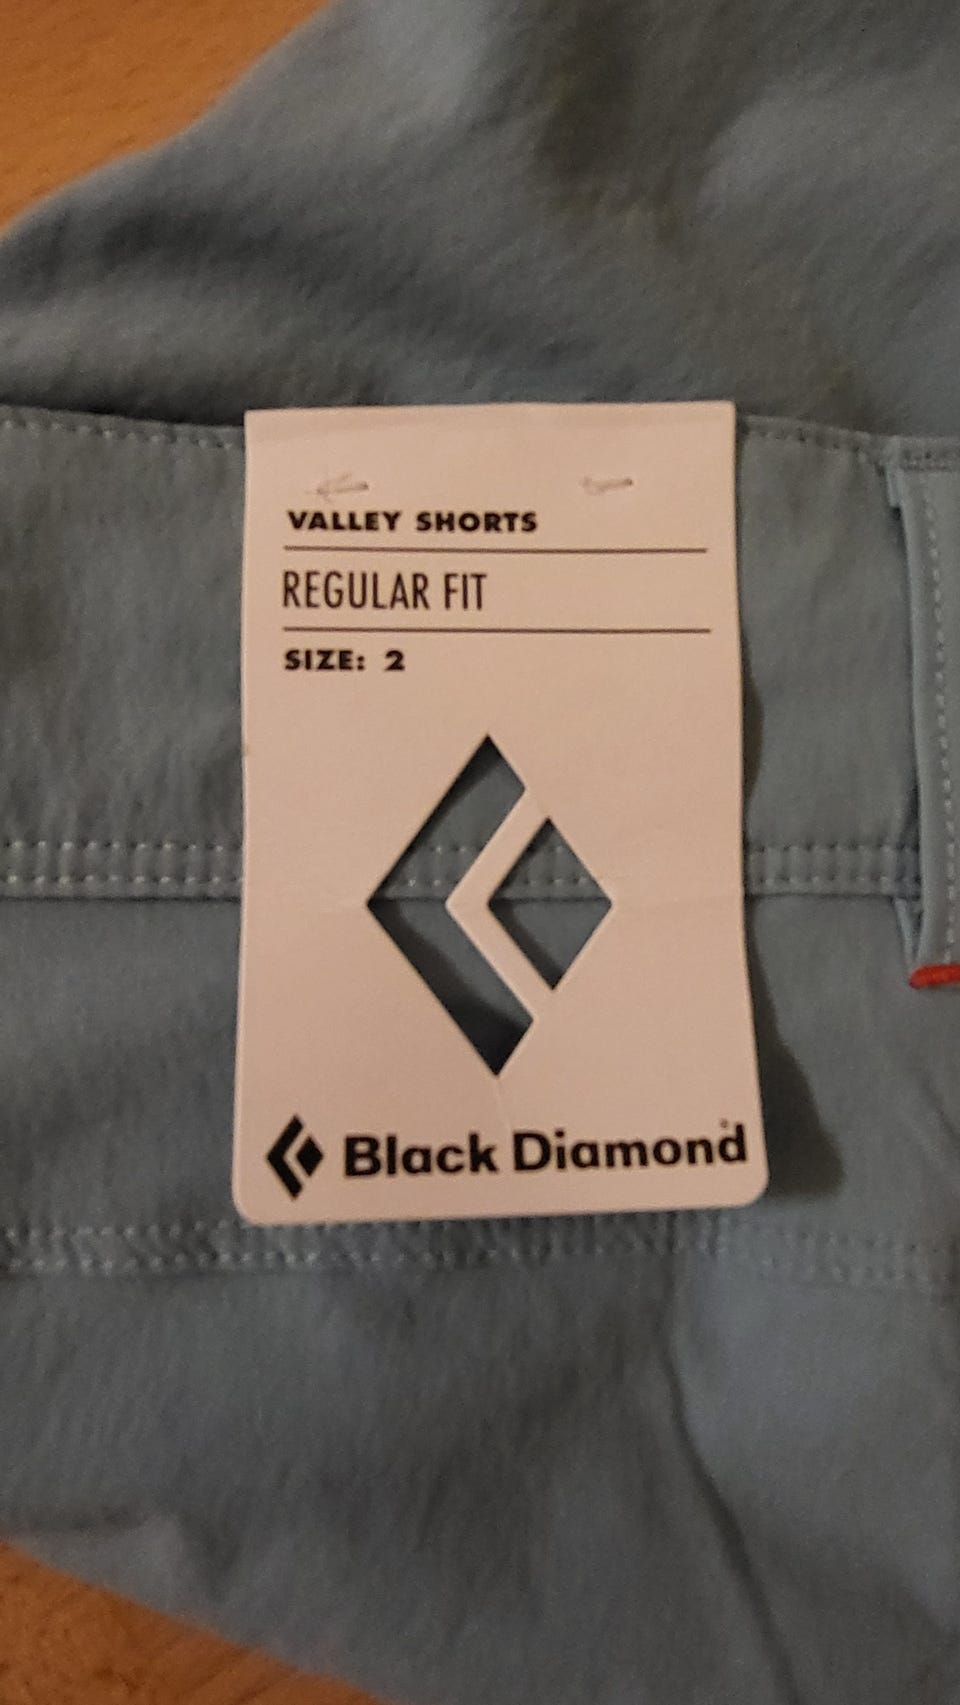 VALLEY SHORTS
REGULAR FIT
SIZE: 2
Black Diamond